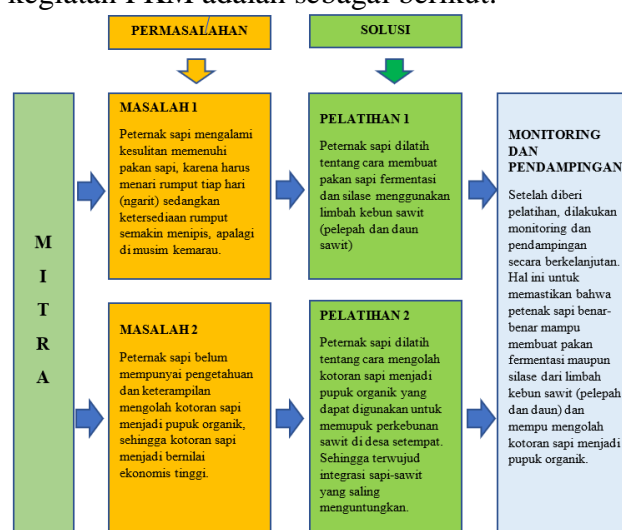 kegiatan PKM adalah sebagai berikut:
PERMASALAHAN
SOLUSI
M
I
T
R
A
MASALAH 1
Peternak sapi mengalami
kesulitan memenuhi
pakan sapi, karena harus
menari rumput tiap hari
(ngarit) sedangkan
ketersediaan rumput
semakin menipis, apalagi
di musim kemarau.
PELATIHAN 1
Peternak sapi dilatih
tentang cara membuat
pakan sapi fermentasi
dan silase menggunakan
limbah kebun sawit
(pelepah dan daun
sawit)
MASALAH 2
Peternak sapi belum
mempunyai pengetahuan
dan keterampilan
mengolah kotoran sapi
menjadi pupuk organik,
sehingga kotoran sapi
menjadi bernilai
ekonomis tinggi.
PELATIHAN 2
Peternak sapi dilatih
tentang cara mengolah
kotoran sapi menjadi
pupuk organik yang
dapat digunakan untuk
memupuk perkebunan
sawit di desa setempat.
Sehingga terwujud
integrasi sapi-sawit
yang saling
menguntungkan.
MONITORING
DAN
PENDAMPINGAN
Setelah diberi
pelatihan, dilakukan
monitoring dan
pendampingan
secara berkelanjutan.
Hal ini untuk
memastikan bahwa
petenak sapi benar-
benar mampu
membuat pakan
fermentasi maupun
silase dari limbah
kebun sawit (pelepah
dan daun) dan
mempu mengolah
kotoran sapi menjadi
pupuk organik.